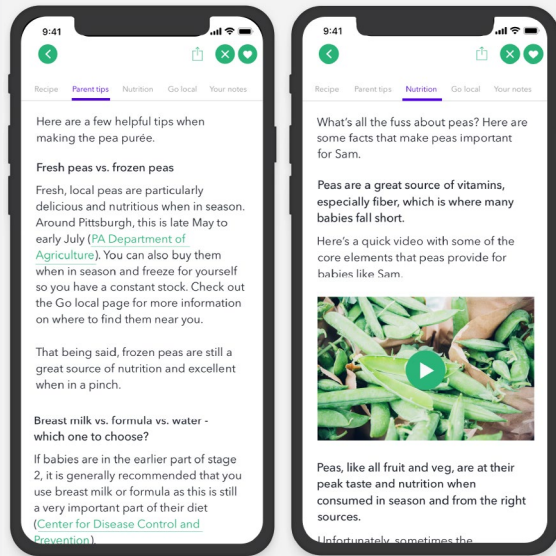 9:41
Recipe Parent tips Nutrition Go local Your notes
Here are a few helpful tips when
making the pea purée.
Fresh peas vs. frozen peas
Fresh, local peas are particularly
delicious and nutritious when in season.
Around Pittsburgh, this is late May to
early July (PA Department of
Agriculture). You can also buy them
when in season and freeze for yourself
so you have a constant stock. Check out
the Go local page for more information
on where to find them near you.
That being said, frozen peas are still a
great source of nutrition and excellent
when in a pinch.
Breast milk vs. formula vs. water -
which one to choose?
If babies are in the earlier part of stage
2, it is generally recommended that you
use breast milk or formula as this is still
a very important part of their diet
(Center for Disease Control and
Prevention).
9:41
Recipe Parent tips Nutrition Go local Your notes
What's all the fuss about peas? Here are
some facts that make peas important
for Sam.
Peas are a great source of vitamins,
especially fiber, which is where many
babies fall short.
Here's a quick video with some of the
core elements that peas provide for
babies like Sam.
Peas, like all fruit and veg, are at their
peak taste and nutrition when
consumed in season and from the right
sources.
Unfortunately, sometimes the